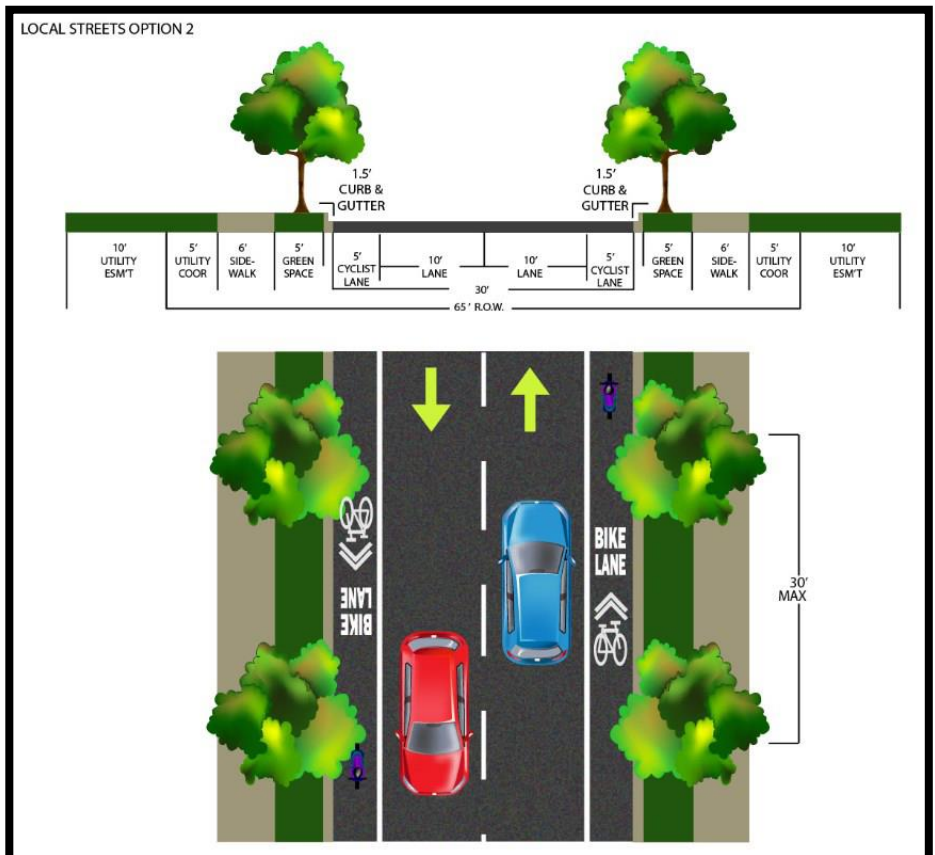 LOCAL STREETS OPTION 2
1.5'
CURB &
GUTTER
1.5'
CURB &
GUTTER
10'
UTILITY
ESM'T
5'
UTILITY
COOR
6'
SIDE-
WALK
5'
GREEN
SPACE
5'
CYCLIST
LANE
10'
LANE
10'
LANE
5'
CYCLIST
LANE
5'
GREEN
SPACE
6'
SIDE-
WALK
5'
UTILITY
COOR
10'
UTILITY
ESM'T
30'
65' R.O.W.
BIKE
LANE
BIKE
LANE
30'
MAX